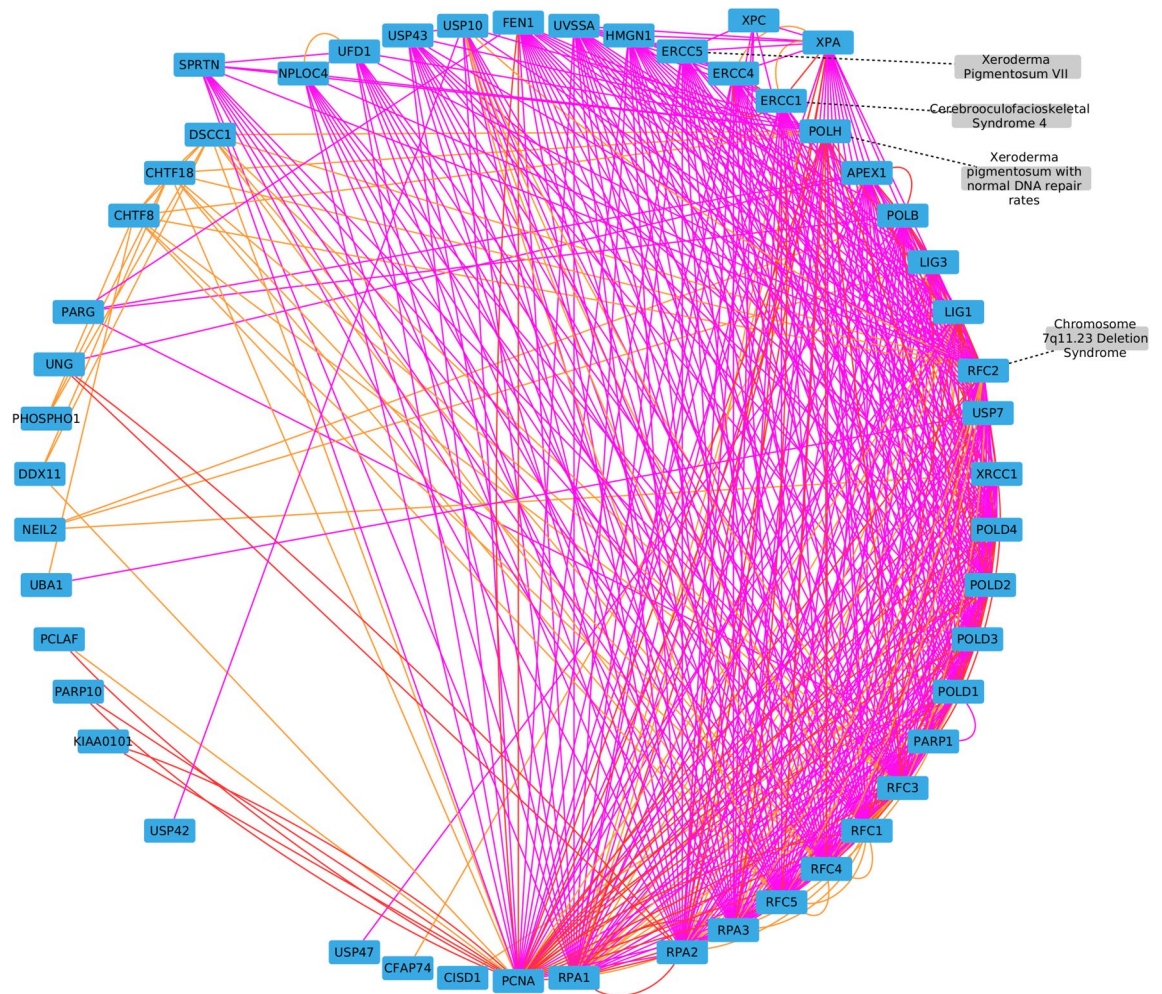 FEN1
USP10
UVSSA
XPC
USP43
HMGN1
XPA
UFD1
ERCC5
SPRTN
NPLOC4
ERCC4
Xeroderma
Pigmentosum VII
ERCC1
Cerebrooculofacioskeletal
Syndrome 4
DSCC1
POLH
CHTF18
APEX1
Xeroderma
pigmentosum with
normal DNA repair
rates
CHTF8
POLB
LIG3
PARG
LIG1
Chromosome
7q11.23 Deletion
Syndrome
UNG
RFC2
PHOSPHO1
USP7
DDX11
XRCC1
NEIL2
POLD4
UBA1
POLD2
PCLAF
POLD3
PARP10
POLD1
KIAA0101
PARP1
RFC3
USP42
RFC1
RFC4
RFC5
RPA3
USP47
RPA2
CFAP74
CISD1
PCNA
RPA1